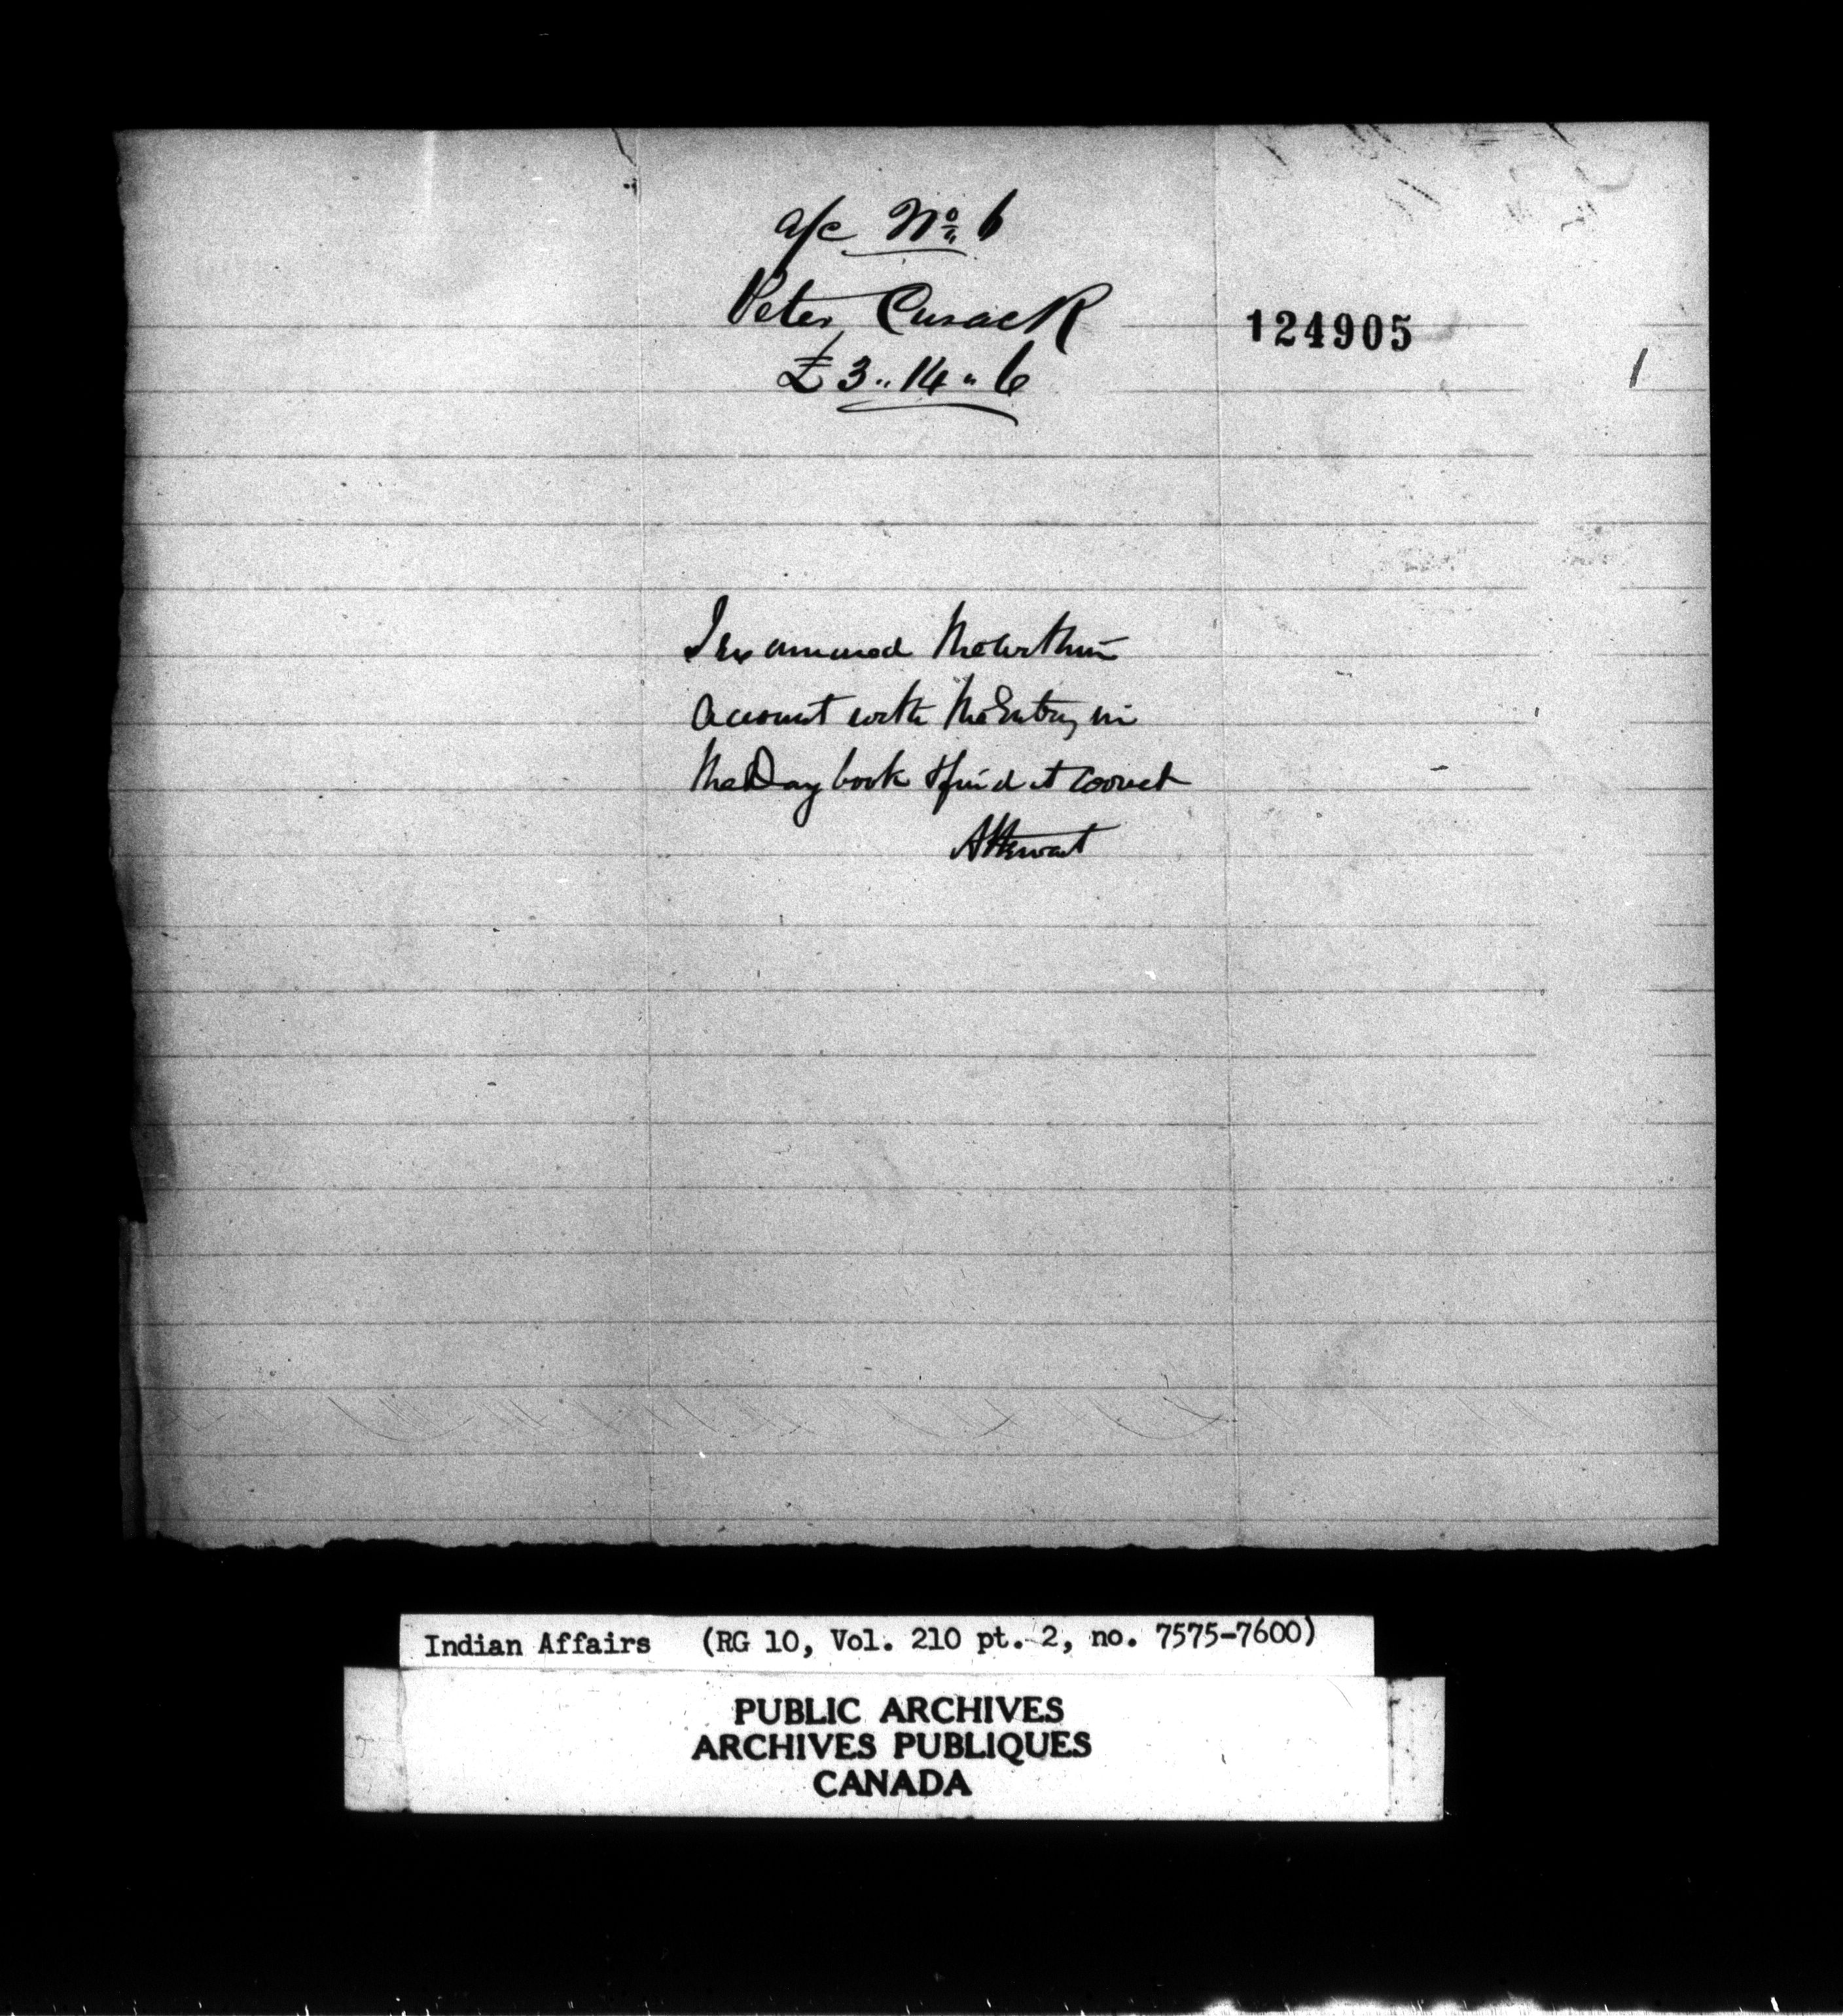 a/c No. 6
Peter Cusack
£3〃14〃6
124905
I examined the within
account with the Entry in
the Day book & find it correct
AStewart
Indian Affairs (RG 10, Vol. 210 pt. 2, no. 7575-7600)
PUBLIC ARCHIVES
ARCHIVES PUBLIQUES
CANADA